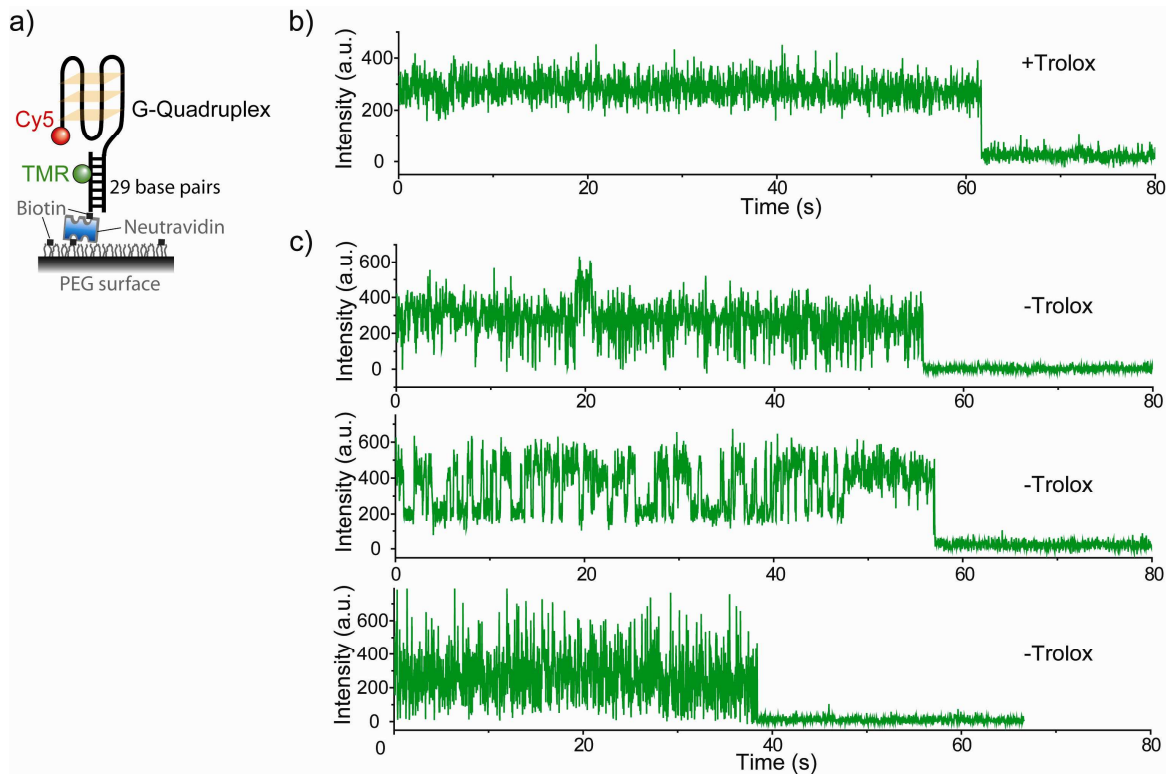 a)
Cy5
G-Quadruplex
TMR
29 base pairs
Biotin
Neutravidin
PEG surface
b)
Intensity (a.u.)
400
200
0
+Trolox
0 20 40 60 80
Time (s)
c)
Intensity (a.u.)
600
400
200
0
-Trolox
0 20 40 60 80
Intensity (a.u.)
600
400
200
0
-Trolox
0 20 40 60 80
Intensity (a.u.)
600
400
200
0
-Trolox
0 20 40 60 80
Time (s)